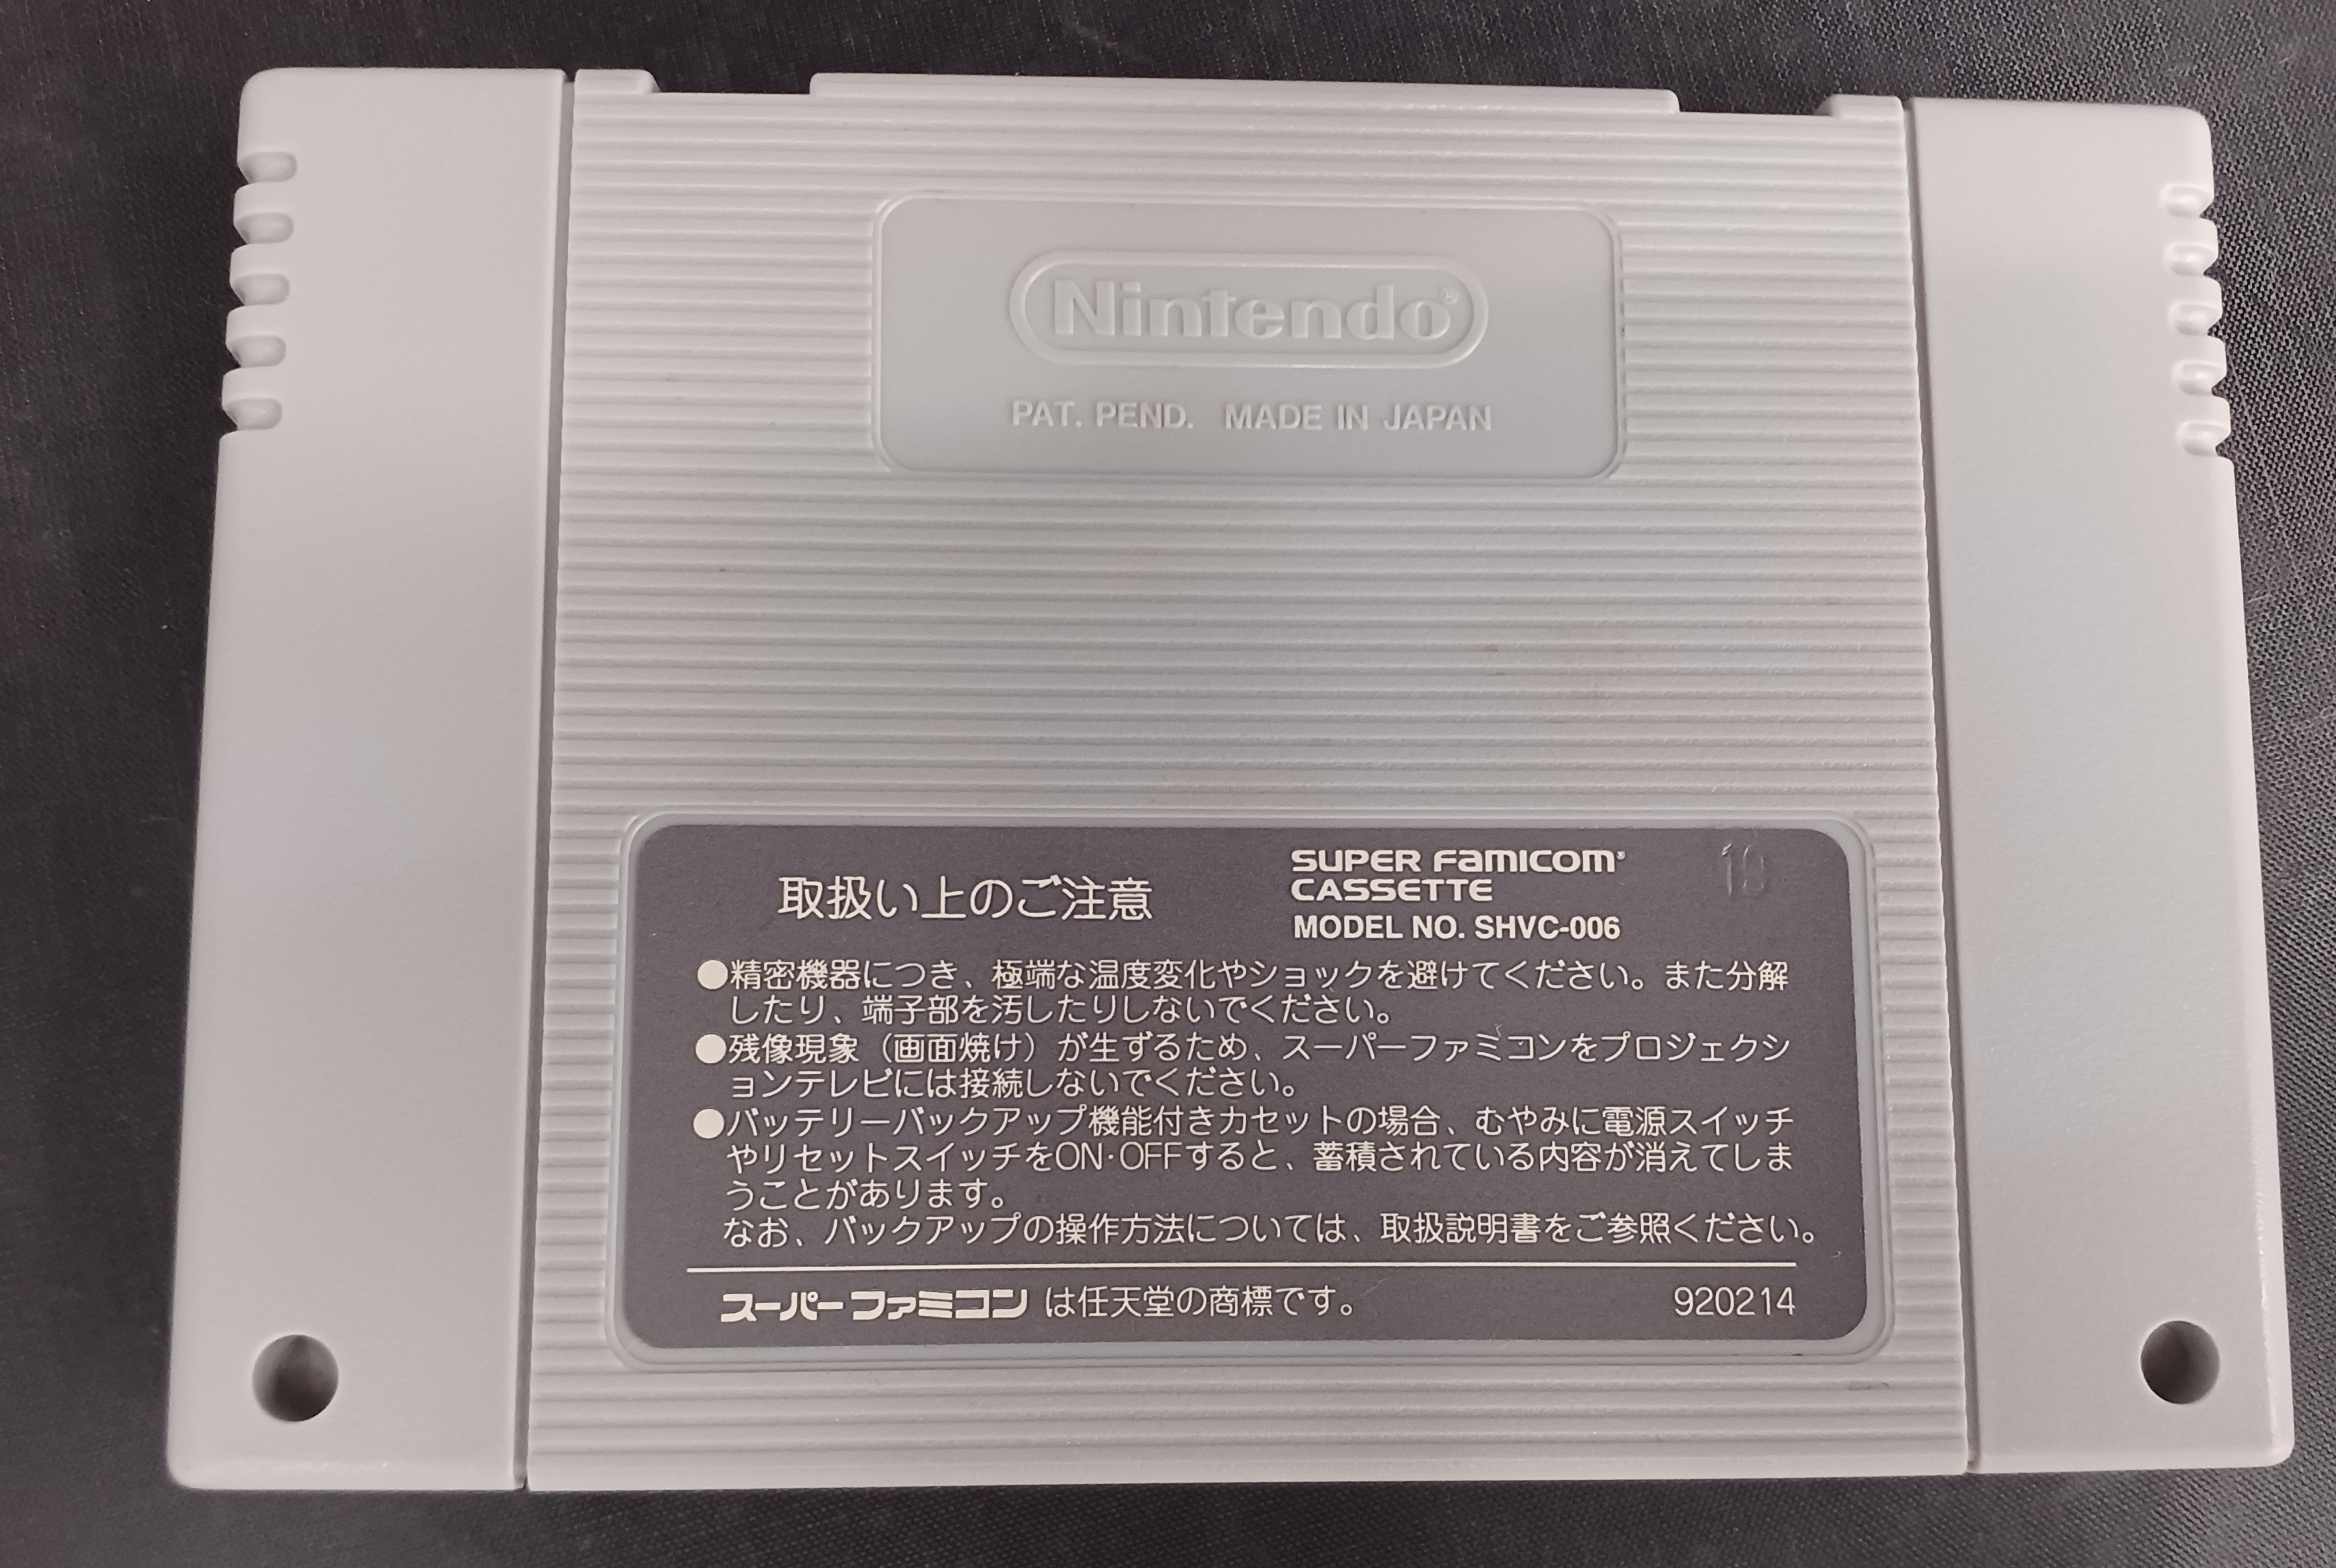 Nintendo®
PAT. PEND. MADE IN JAPAN
取扱い上のご注意
SUPER FAMICOM®
CASSETTE
MODEL NO. SHVC-006
10
●精密機器につき、極端な温度変化やショックを避けてください。また分解
したり、端子部を汚したりしないでください。
●残像現象（画面焼け）が生ずるため、スーパーファミコンをプロジェクシ
ョンテレビには接続しないでください。
●バッテリーバックアップ機能付きカセットの場合、むやみに電源スイッチ
やリセットスイッチをON·OFFすると、蓄積されている内容が消えてしま
うことがあります。
なお、バックアップの操作方法については、取扱説明書をご参照ください。
スーパーファミコン は任天堂の商標です。
920214